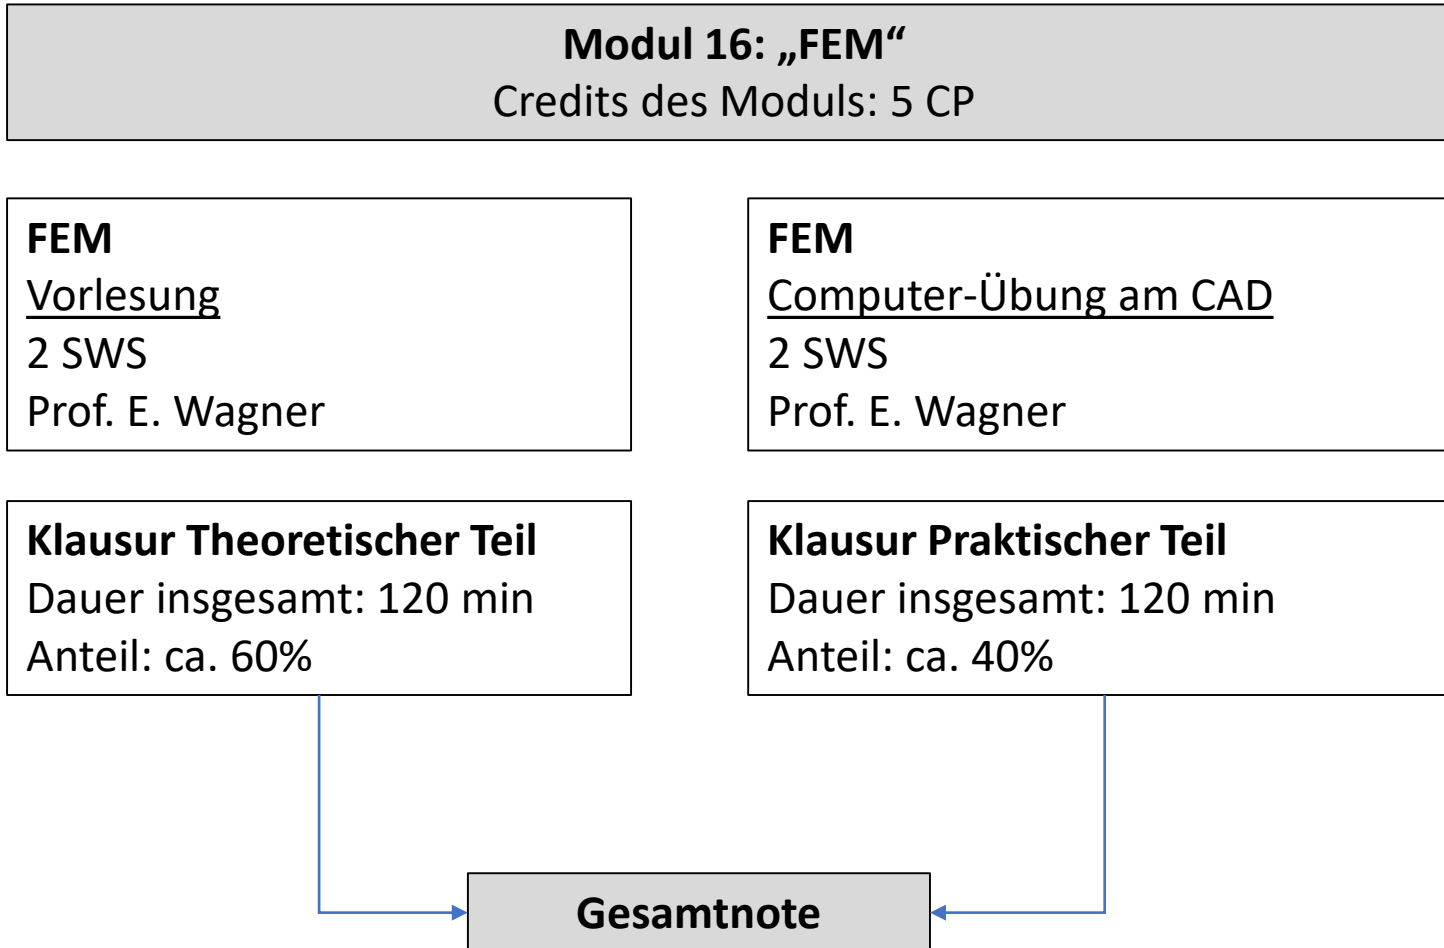 Modul 16: „FEM“
Credits des Moduls: 5 CP
FEM
Vorlesung
2 SWS
Prof. E. Wagner
FEM
Computer-Übung am CAD
2 SWS
Prof. E. Wagner
Klausur Theoretischer Teil
Dauer insgesamt: 120 min
Anteil: ca. 60%
Klausur Praktischer Teil
Dauer insgesamt: 120 min
Anteil: ca. 40%
Gesamtnote